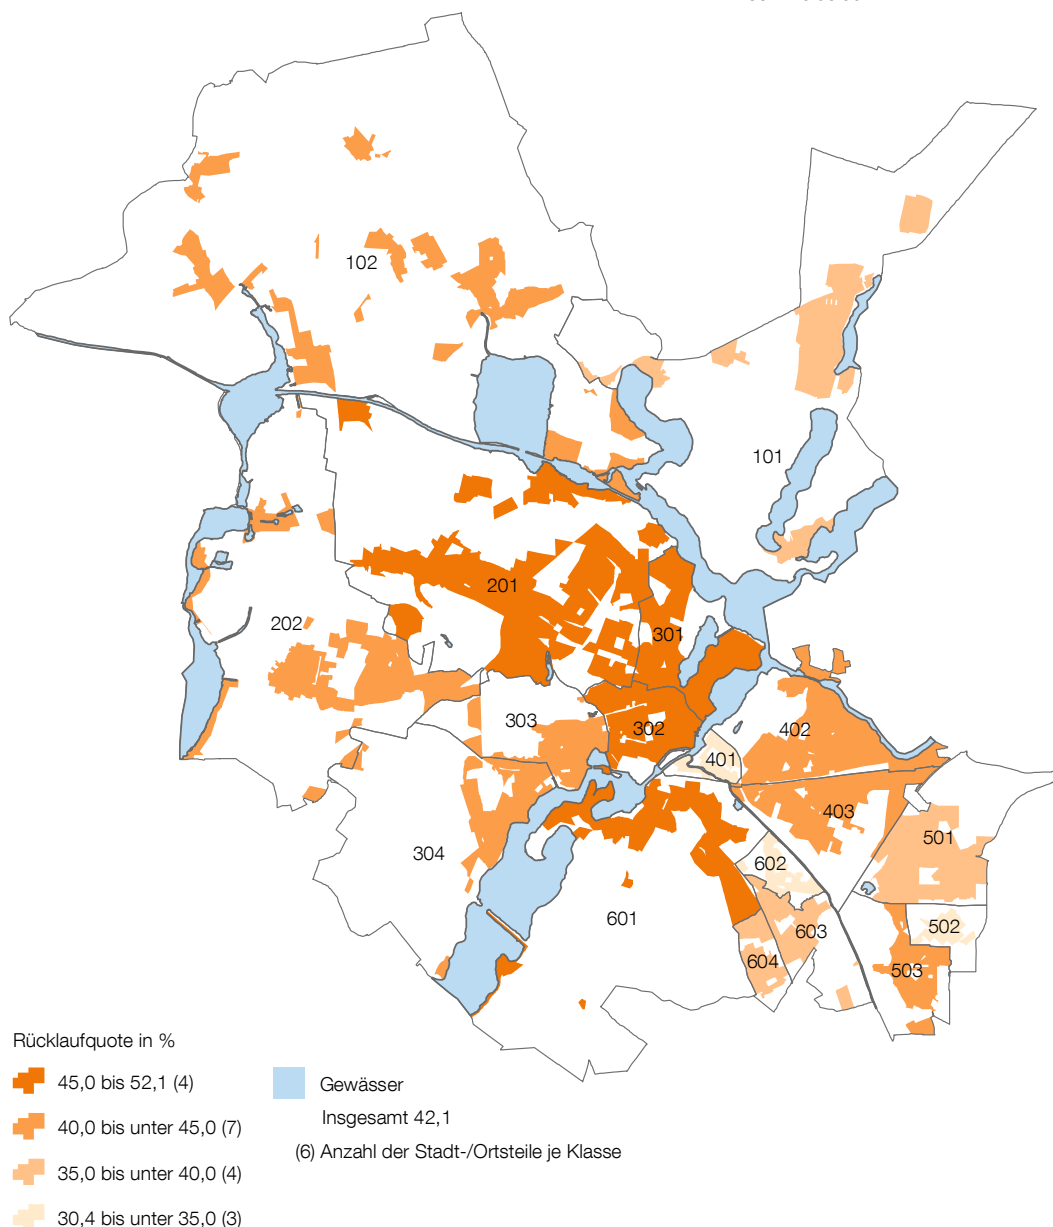 102
101
201
301
202
303
302
402
401
403
501
304
602
502
601
603
604
503
Rücklaufquote in %
45,0 bis 52,1 (4)
40,0 bis unter 45,0 (7)
35,0 bis unter 40,0 (4)
30,4 bis unter 35,0 (3)
Gewässer
Insgesamt 42,1
(6) Anzahl der Stadt-/Ortsteile je Klasse